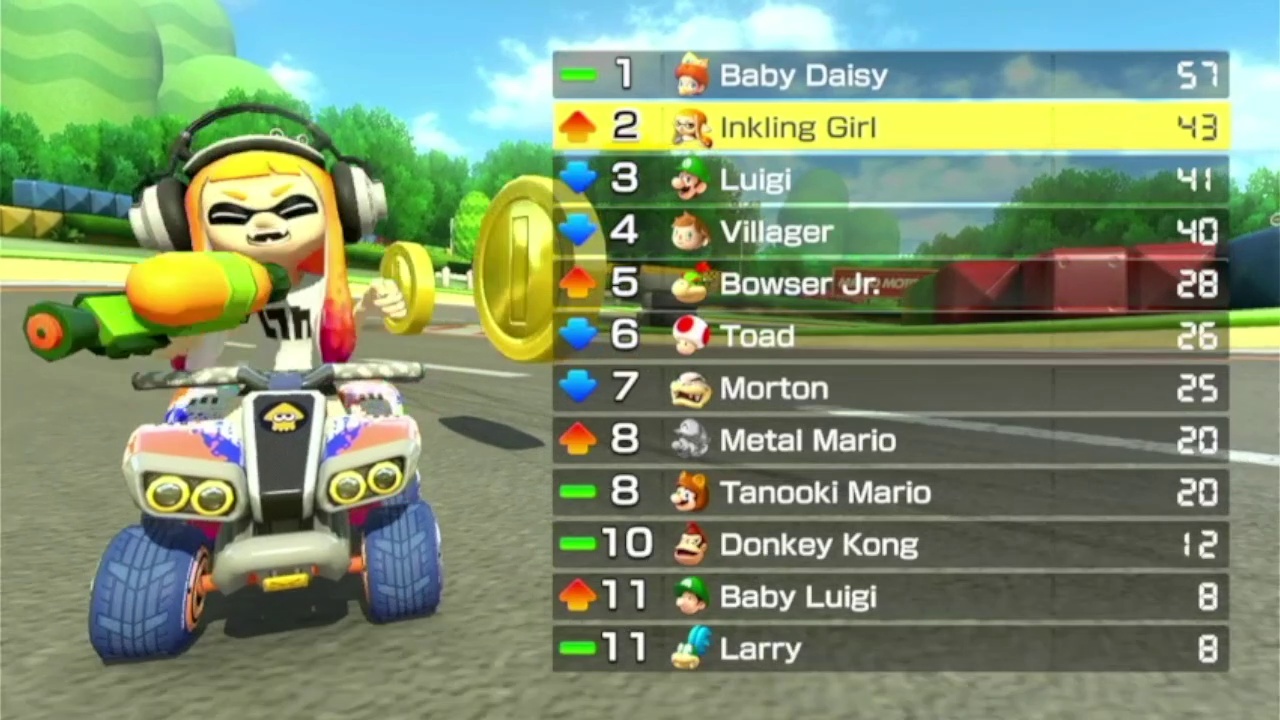 1 Baby Daisy 57
2 Inkling Girl 43
3 Luigi 41
4 Villager 40
5 Bowser Jr. 28
6 Toad 26
7 Morton 25
8 Metal Mario 20
8 Tanooki Mario 20
10 Donkey Kong 12
11 Baby Luigi 8
11 Larry 8